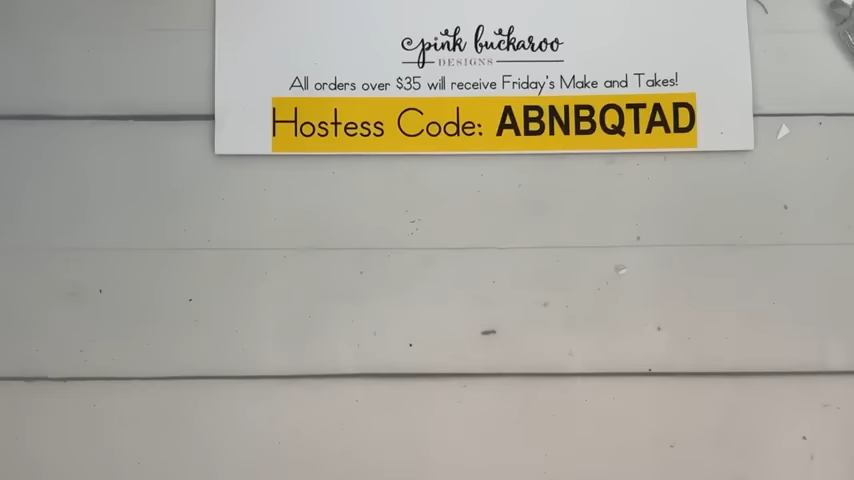 pink buckaroo
DESIGNS
All orders over $35 will receive Friday's Make and Takes!
Hostess Code: ABNBQTAD